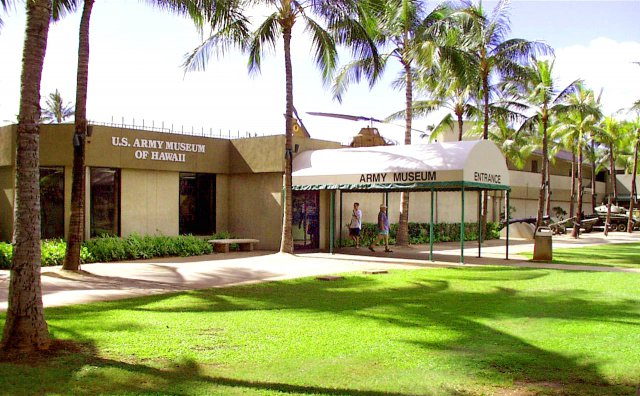 U.S. ARMY MUSEUM
OF HAWAII
ARMY MUSEUM
ENTRANCE